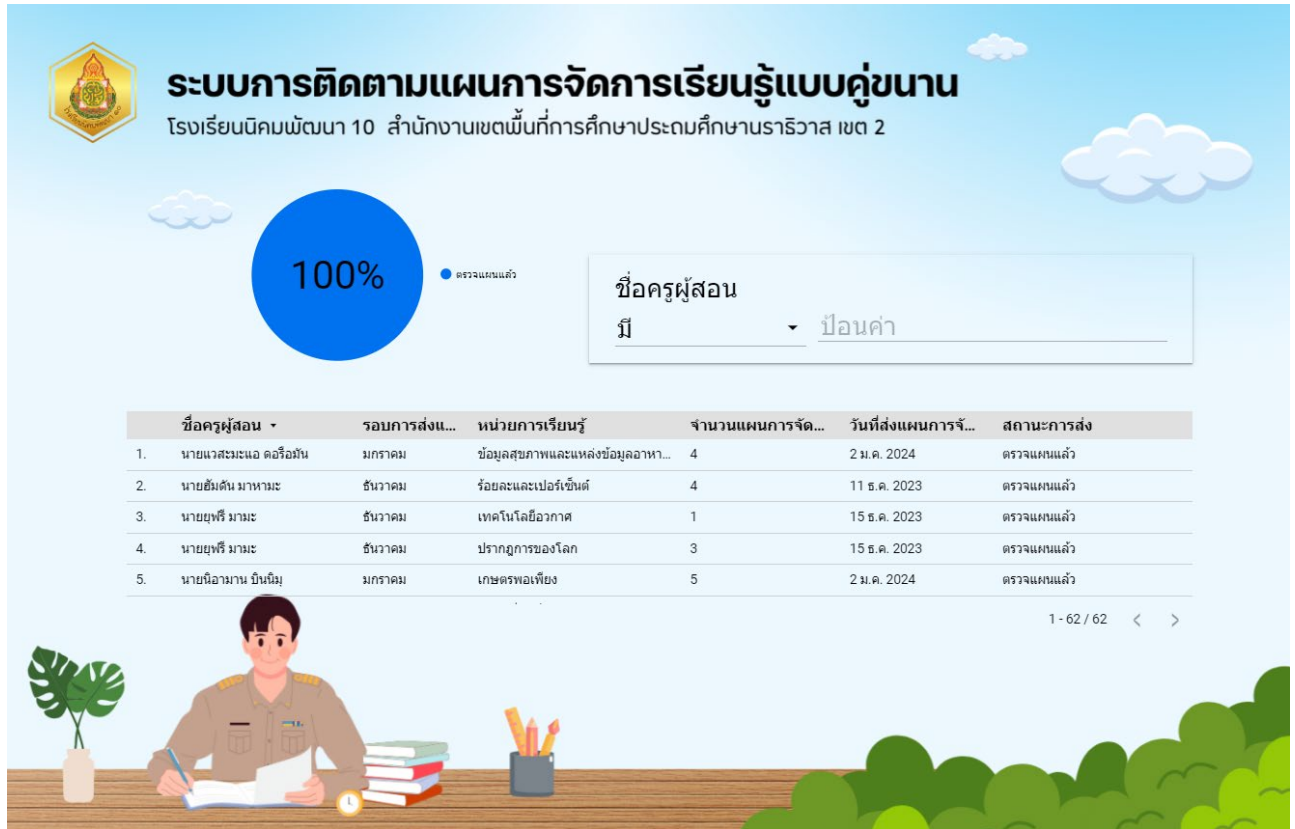 ระบบการติดตามแผนการจัดการเรียนรู้แบบคู่ขนาน
โรงเรียนนิคมพัฒนา 10 สำนักงานเขตพื้นที่การศึกษาประถมศึกษานราธิวาส เขต 2
100%
ตรวจแผนแล้ว
ชื่อครูผู้สอน
มี ป้อนค่า
ชื่อครูผู้สอน รอบการส่งแ... หน่วยการเรียนรู้ จำนวนแผนการจัด... วันที่ส่งแผนการจั... สถานะการส่ง
1. นายแวสะมะแอ ดอรือมัน มกราคม ข้อมูลสุขภาพและแหล่งข้อมูลอาหา... 4 2 ม.ค. 2024 ตรวจแผนแล้ว
2. นายฮัมดัน มาหามะ ธันวาคม ร้อยละและเปอร์เซ็นต์ 4 11 ธ.ค. 2023 ตรวจแผนแล้ว
3. นายยุฟรี มามะ ธันวาคม เทคโนโลยีอวกาศ 1 15 ธ.ค. 2023 ตรวจแผนแล้ว
4. นายยุฟรี มามะ ธันวาคม ปรากฏการของโลก 3 15 ธ.ค. 2023 ตรวจแผนแล้ว
5. นายนิอามาน บินนิมุ มกราคม เกษตรพอเพียง 5 2 ม.ค. 2024 ตรวจแผนแล้ว
1 - 62 / 62